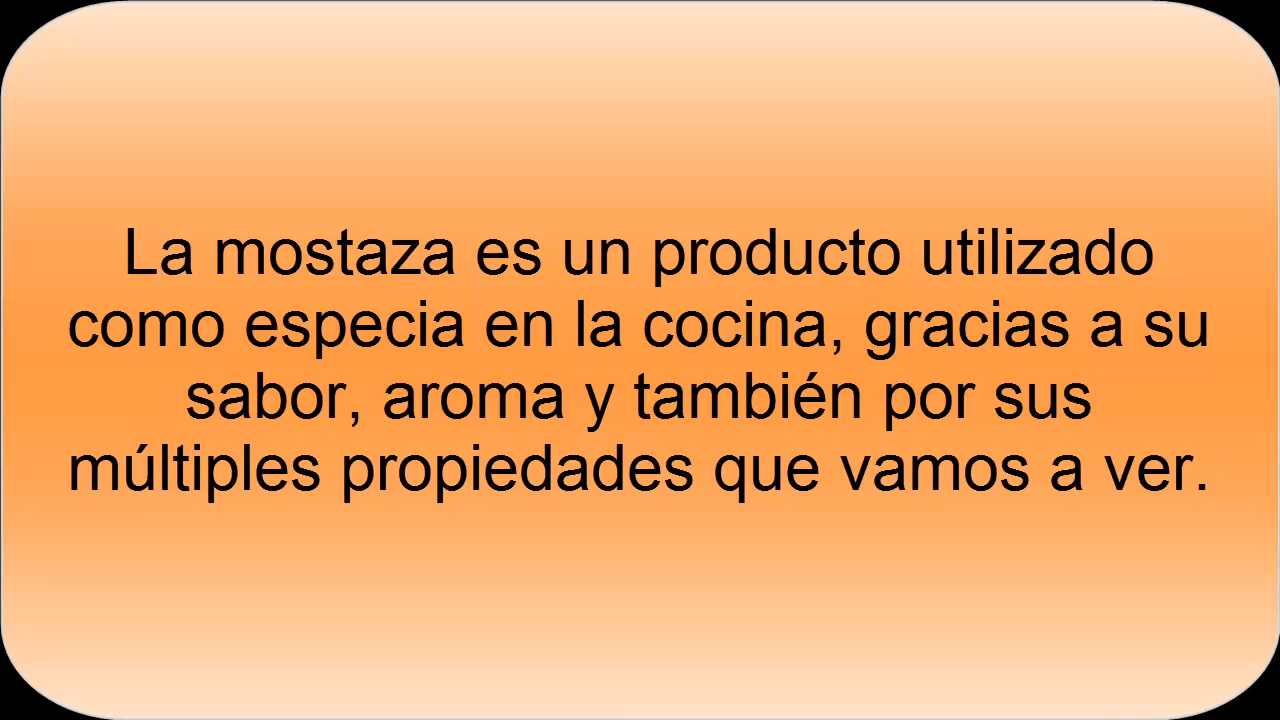 La mostaza es un producto utilizado
como especia en la cocina, gracias a su
sabor, aroma y también por sus
múltiples propiedades que vamos a ver.